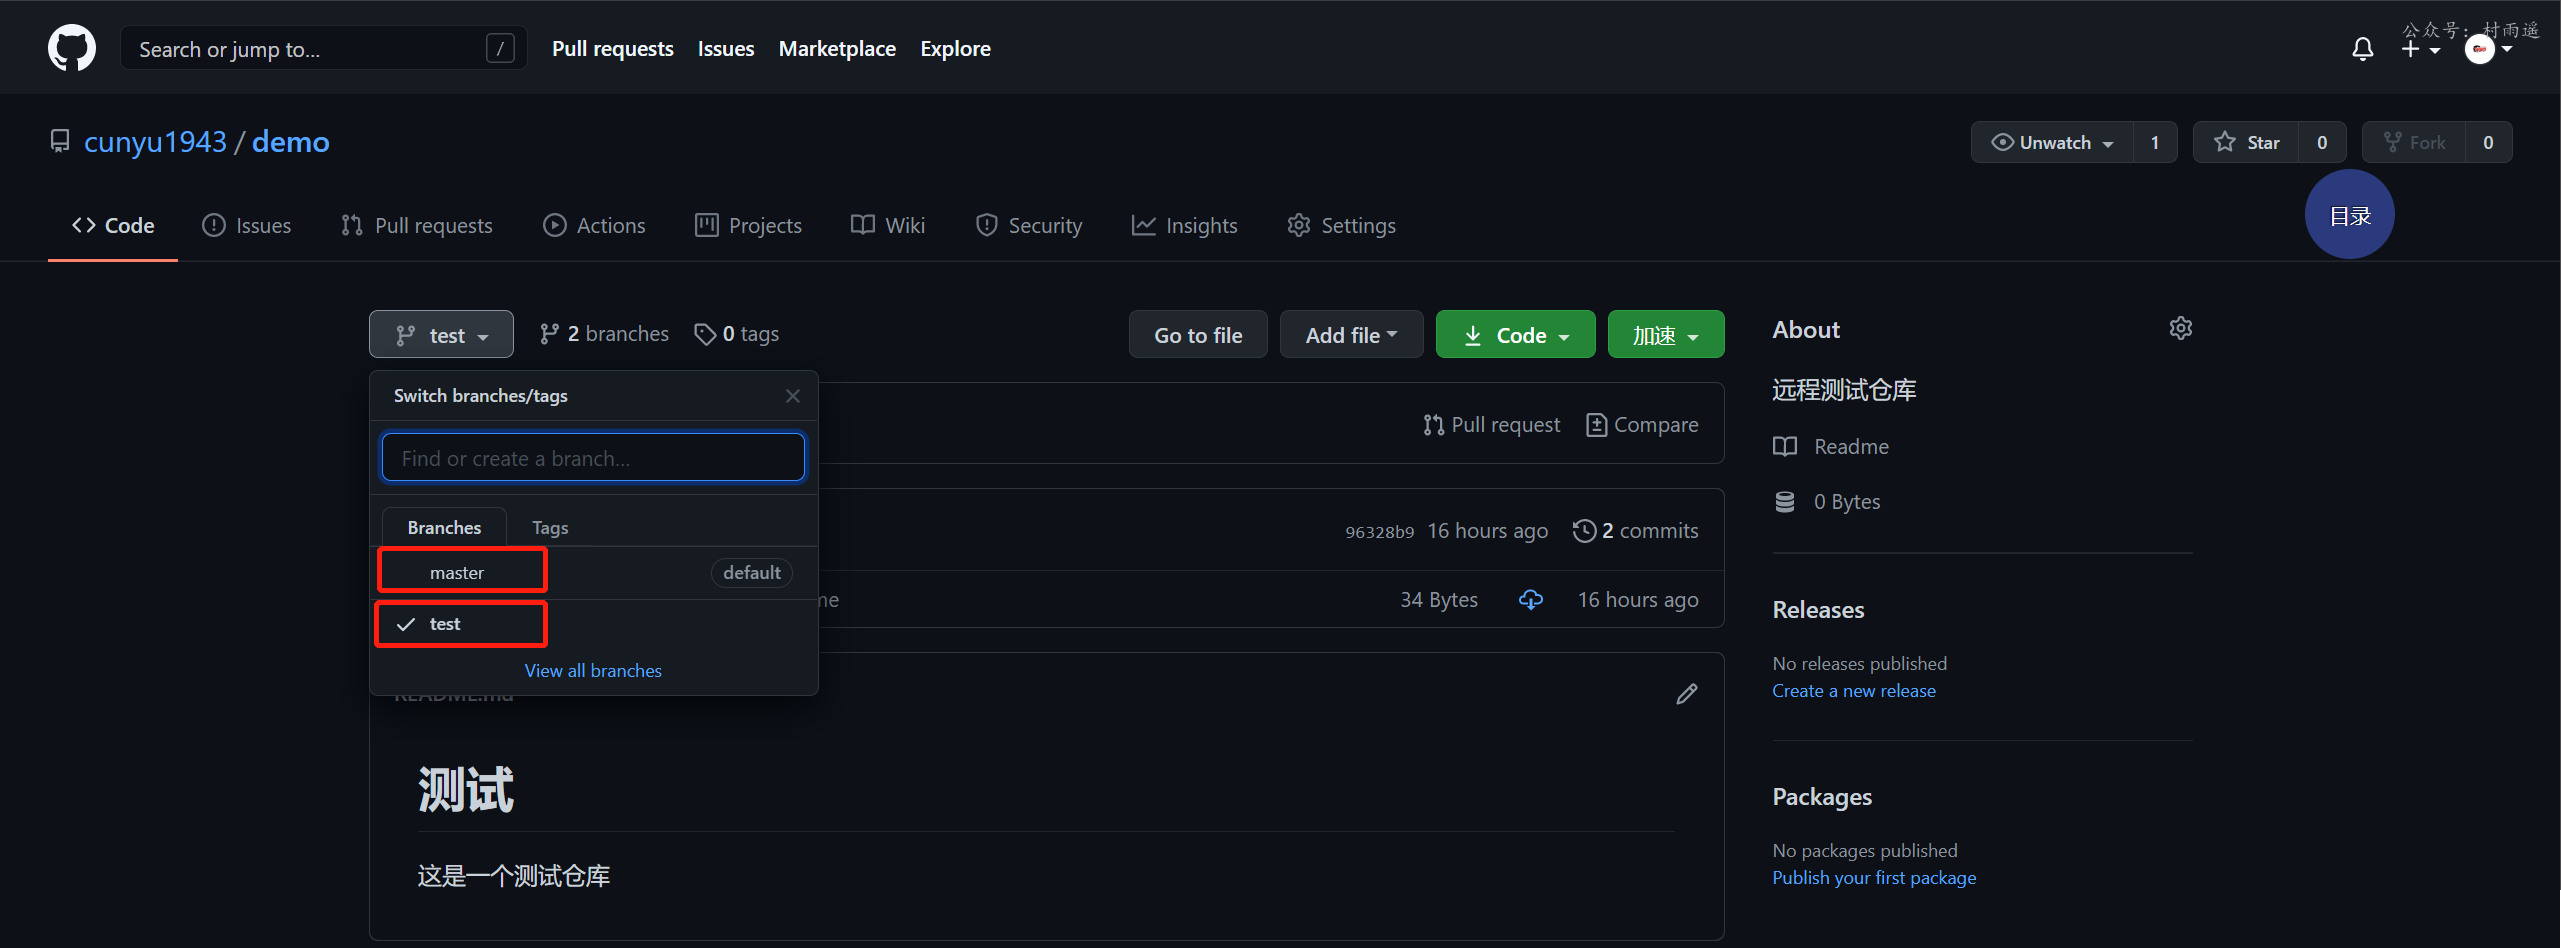 Search or jump to... / Pull requests Issues Marketplace Explore
公众号：村雨遥
cunyu1943 / demo
Unwatch 1 Star 0 Fork 0
目录
Code Issues Pull requests Actions Projects Wiki Security Insights Settings
test 2 branches 0 tags Go to file Add file Code 加速
Switch branches/tags
Find or create a branch...
Branches Tags
master default
test
View all branches
Pull request Compare
96328b9 16 hours ago 2 commits
me 34 Bytes 16 hours ago
README.md
测试
这是一个测试仓库
About
远程测试仓库
Readme
0 Bytes
Releases
No releases published
Create a new release
Packages
No packages published
Publish your first package